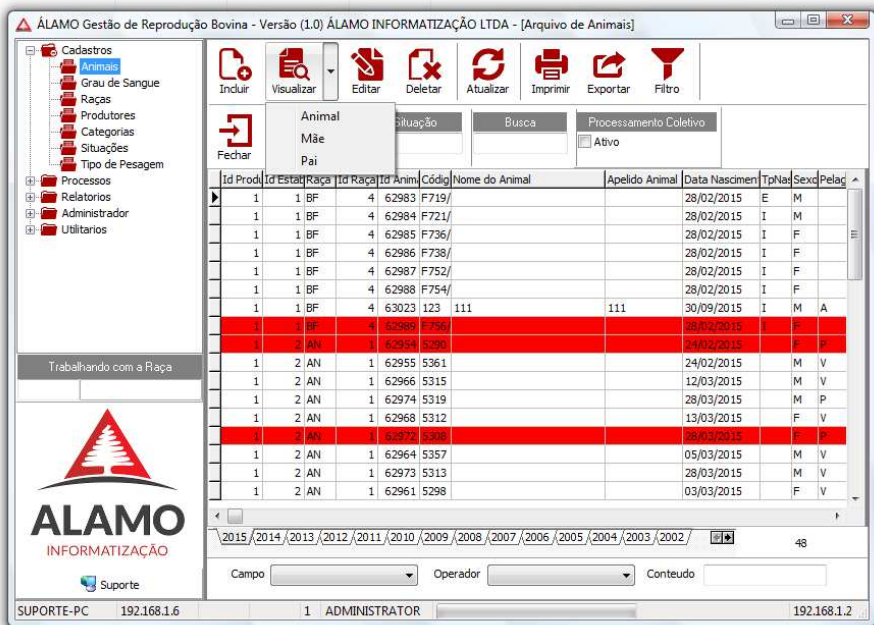 ÁLAMO Gestão de Reprodução Bovina - Versão (1.0) ÁLAMO INFORMATIZAÇÃO LTDA - [Arquivo de Animais]
Cadastros
Animais
Grau de Sangue
Raças
Produtores
Categorias
Situações
Tipo de Pesagem
Processos
Relatorios
Administrador
Utilitarios
Trabalhando com a Raça
ALAMO
INFORMATIZAÇÃO
Suporte
Incluir Visualizar Editar Deletar Atualizar Imprimir Exportar Filtro
Animal
Mãe
Pai
Fechar
Situação Busca Processamento Coletivo
Ativo
Id Produ Id Estab Raça Id Raça Id Anima Códig Nome do Animal Apelido Animal Data Nasciment TpNas Sexo Pelag
1 1 BF 4 62983 F719/ 28/02/2015 E M
1 1 BF 4 62984 F721/ 28/02/2015 I M
1 1 BF 4 62985 F736/ 28/02/2015 I F
1 1 BF 4 62986 F738/ 28/02/2015 I F
1 1 BF 4 62987 F752/ 28/02/2015 I F
1 1 BF 4 62988 F754/ 28/02/2015 I F
1 1 BF 4 63023 123 111 111 30/09/2015 I M A
1 1 BF 4 62989 F756/ 28/02/2015 I F
1 2 AN 1 62954 5290 24/02/2015 F P
1 2 AN 1 62955 5361 24/02/2015 M V
1 2 AN 1 62966 5315 12/03/2015 M V
1 2 AN 1 62974 5319 28/03/2015 M P
1 2 AN 1 62968 5312 13/03/2015 F V
1 2 AN 1 62972 5308 28/03/2015 F P
1 2 AN 1 62964 5357 05/03/2015 M V
1 2 AN 1 62973 5313 28/03/2015 M V
1 2 AN 1 62961 5298 03/03/2015 F V
2015 2014 2013 2012 2011 2010 2009 2008 2007 2006 2005 2004 2003 2002
48
Campo Operador Conteudo
SUPORTE-PC 192.168.1.6 1 ADMINISTRATOR 192.168.1.2